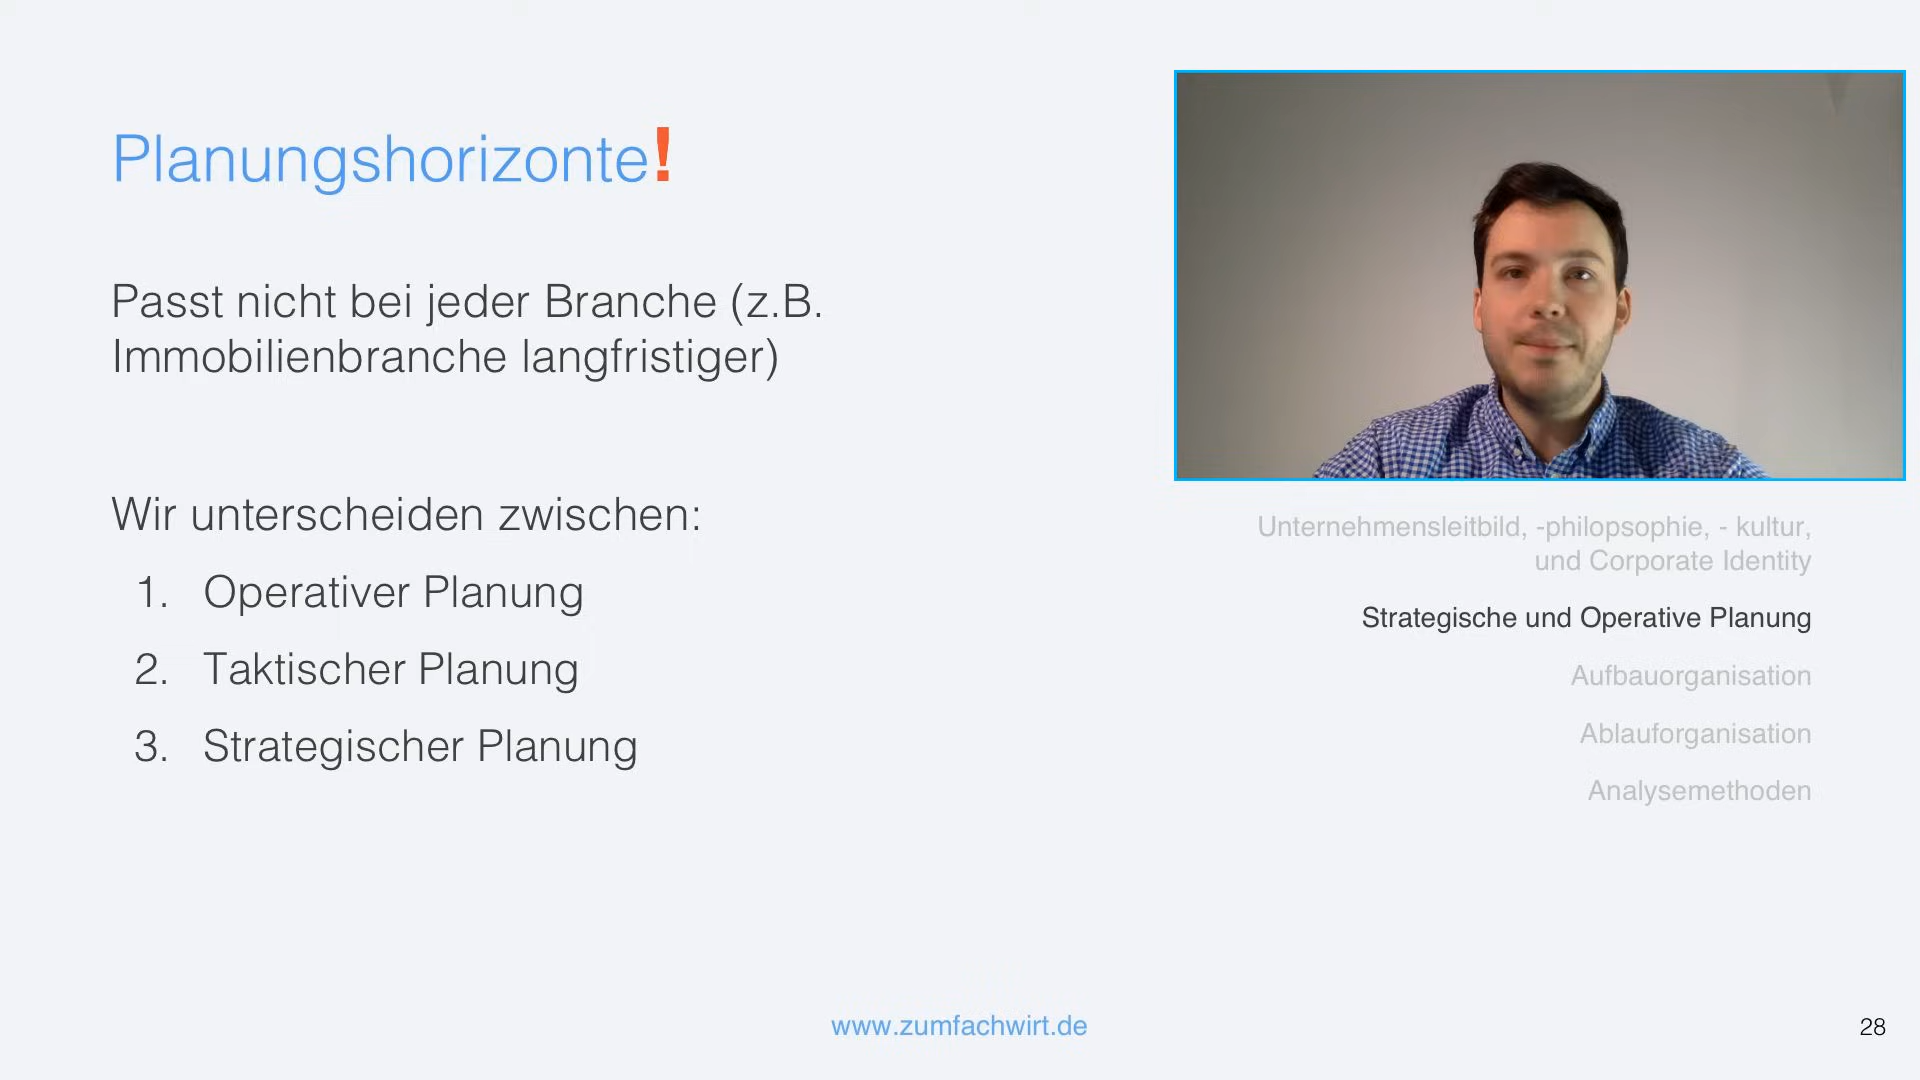 Planungshorizonte!
Passt nicht bei jeder Branche (z.B.
Immobilienbranche langfristiger)
Wir unterscheiden zwischen:
1. Operativer Planung
2. Taktischer Planung
3. Strategischer Planung
Unternehmensleitbild, -philopsophie, - kultur,
und Corporate Identity
Strategische und Operative Planung
Aufbauorganisation
Ablauforganisation
Analysemethoden
www.zumfachwirt.de
28